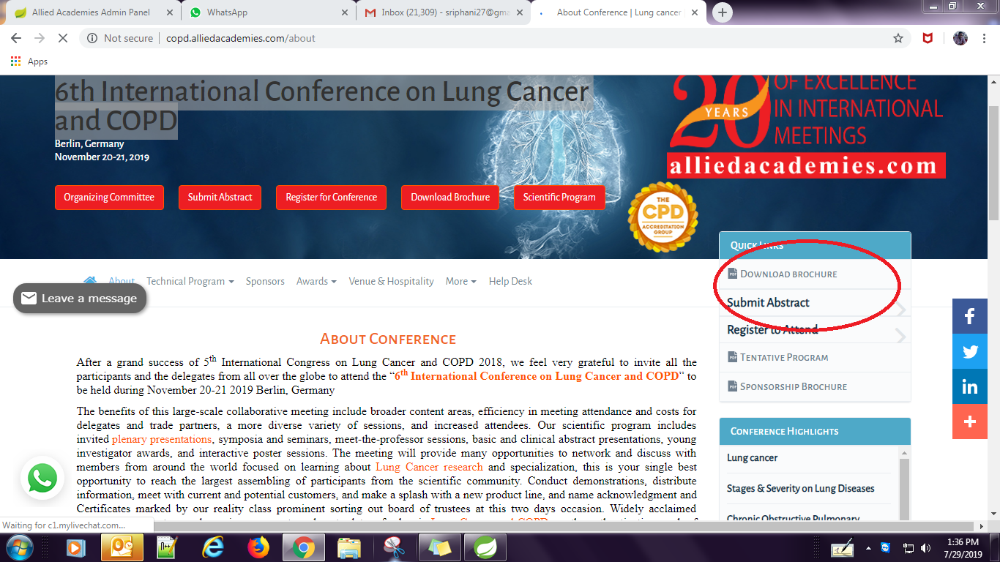 Allied Academies Admin Panel
WhatsApp
Inbox (21,309) - sriphani27@gma
About Conference | Lung cancer
Not secure
copd.alliedacademies.com/about
Apps
6th International Conference on Lung Cancer
and COPD
Berlin, Germany
November 20-21, 2019
20
YEARS
OF EXCELLENCE
IN INTERNATIONAL
MEETINGS
alliedacademies.com
Organizing Committee
Submit Abstract
Register for Conference
Download Brochure
Scientific Program
THE
CPD
ACCREDITATION
GROUP
About
Technical Program
Sponsors
Awards
Venue & Hospitality
More
Help Desk
Leave a message
Quick Links
PDF
Download brochure
Submit Abstract
Register to Attend
PDF
Tentative Program
PDF
Sponsorship Brochure
About Conference
After a grand success of 5th International Congress on Lung Cancer and COPD 2018, we feel very grateful to invite all the
participants and the delegates from all over the globe to attend the “6th International Conference on Lung Cancer and COPD” to
be held during November 20-21 2019 Berlin, Germany
The benefits of this large-scale collaborative meeting include broader content areas, efficiency in meeting attendance and costs for
delegates and trade partners, a more diverse variety of sessions, and increased attendees. Our scientific program includes
invited plenary presentations, symposia and seminars, meet-the-professor sessions, basic and clinical abstract presentations, young
investigator awards, and interactive poster sessions. The meeting will provide many opportunities to network and discuss with
members from around the world focused on learning about Lung Cancer research and specialization, this is your single best
opportunity to reach the largest assembling of participants from the scientific community. Conduct demonstrations, distribute
information, meet with current and potential customers, and make a splash with a new product line, and name acknowledgment and
Certificates marked by our reality class prominent sorting out board of trustees at this two days occasion. Widely acclaimed
Conference Highlights
Lung cancer
Stages & Severity on Lung Diseases
Chronic Obstructive Pulmonary
Waiting for c1.mylivechat.com...
1:36 PM
7/29/2019